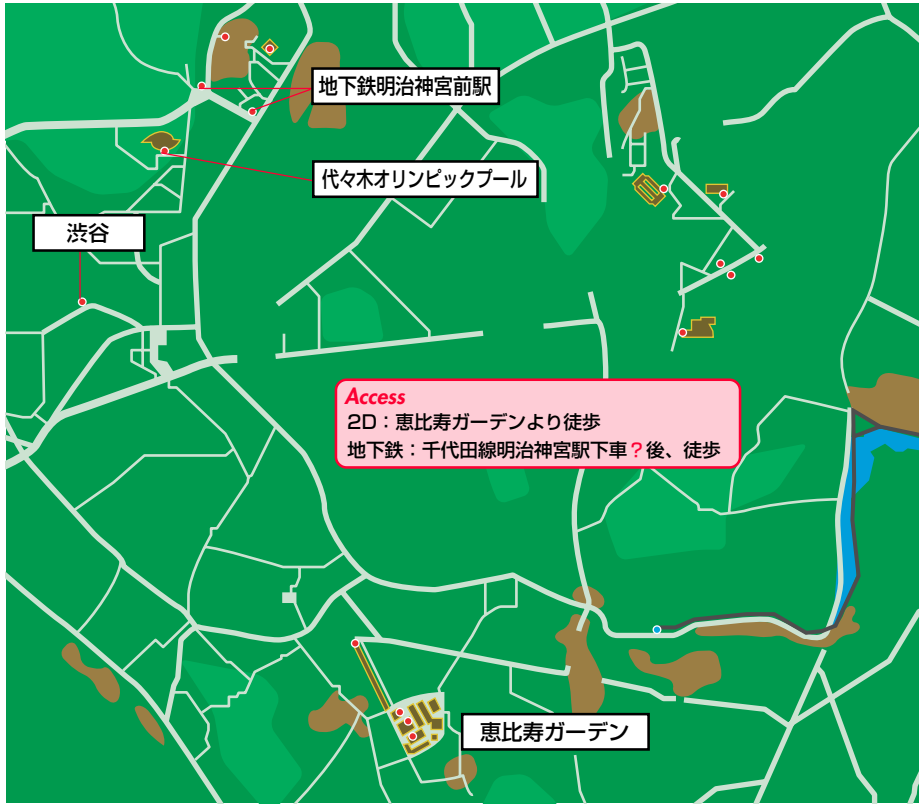 地下鉄明治神宮前駅
代々木オリンピックプール
渋谷
Access
2D：恵比寿ガーデンより徒歩
地下鉄：千代田線明治神宮駅下車？後、徒歩
恵比寿ガーデン